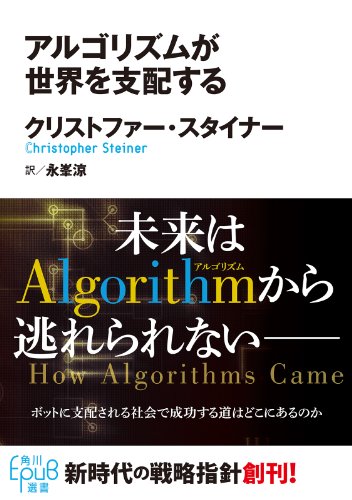 アルゴリズムが
世界を支配する
クリストファー・スタイナー
Christopher Steiner
訳／永峯涼
未来は
アルゴリズム
Algorithmから
逃れられない――
How Algorithms Came
ボットに支配される社会で成功する道はどこにあるのか
角川
EPUB
選書
新時代の戦略指針創刊!